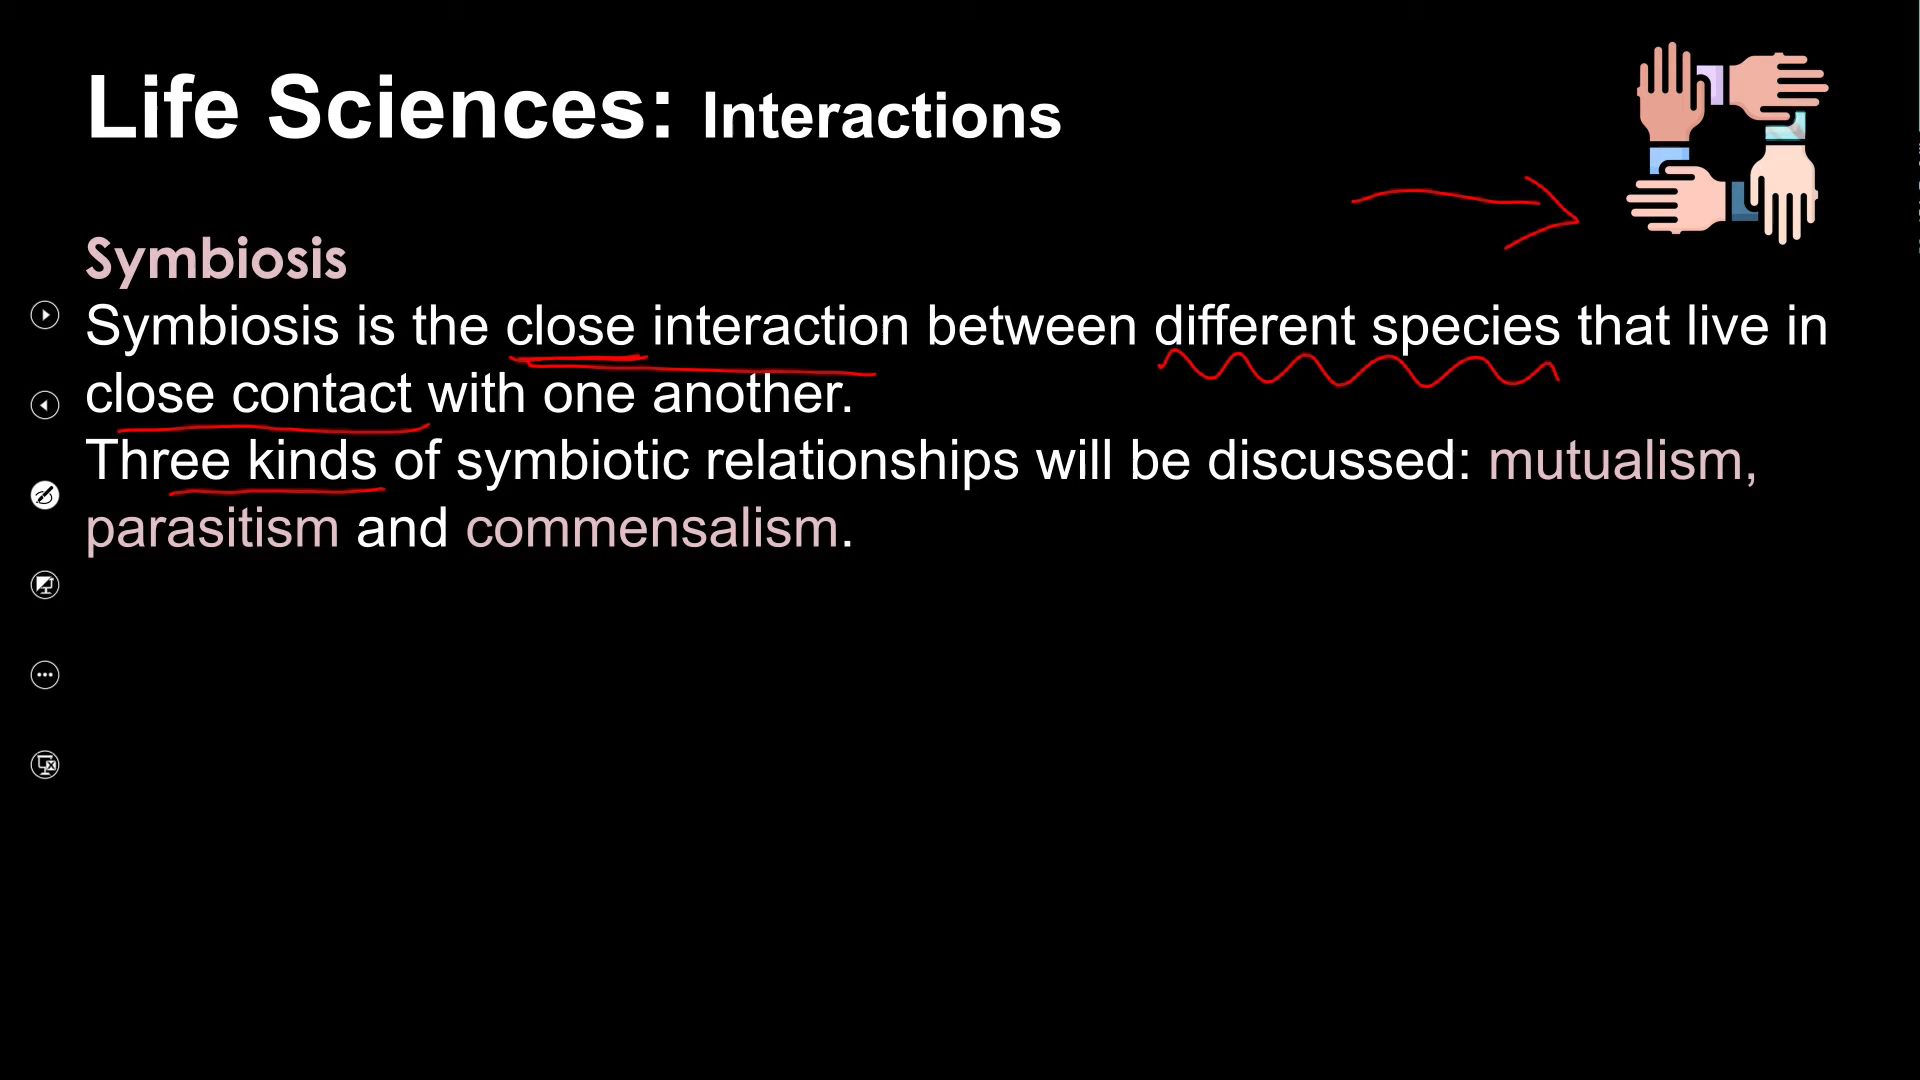 Life Sciences: Interactions
Symbiosis
Symbiosis is the close interaction between different species that live in
close contact with one another.
Three kinds of symbiotic relationships will be discussed: mutualism,
parasitism and commensalism.